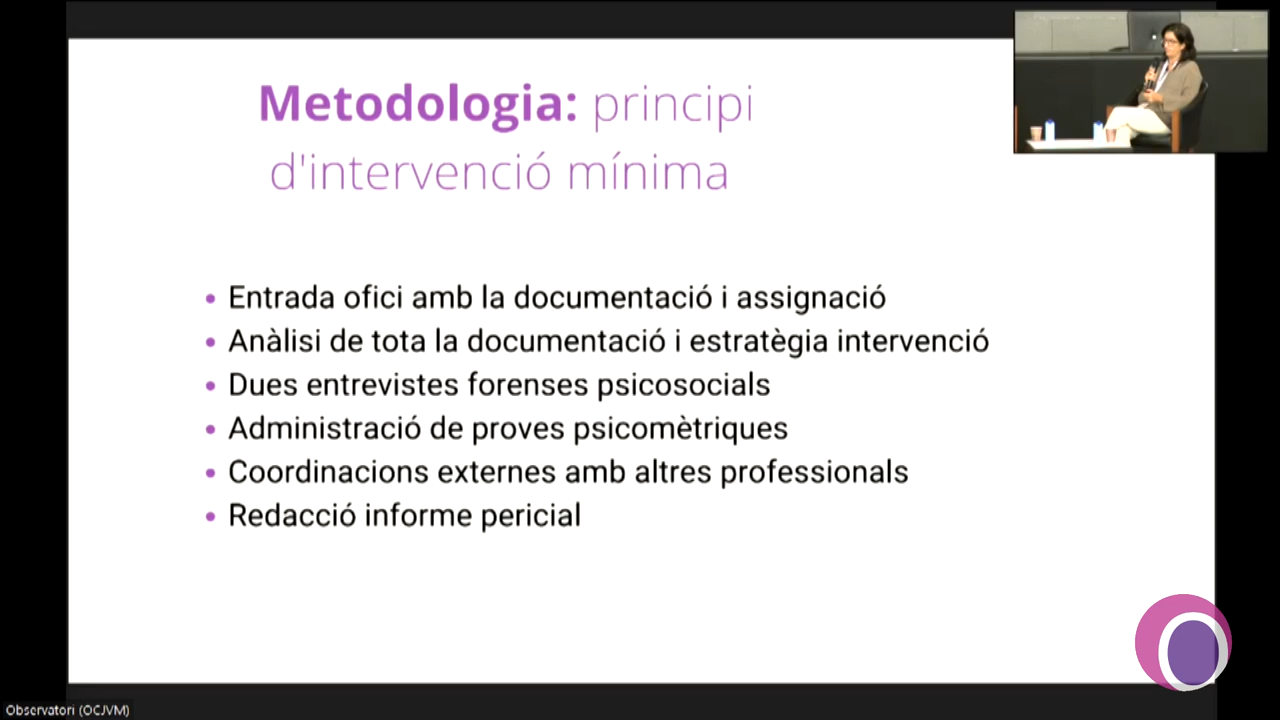 Metodologia: principi
d'intervenció mínima
Entrada ofici amb la documentació i assignació
Anàlisi de tota la documentació i estratègia intervenció
Dues entrevistes forenses psicosocials
Administració de proves psicomètriques
Coordinacions externes amb altres professionals
Redacció informe pericial
Observatori (OCJVM)